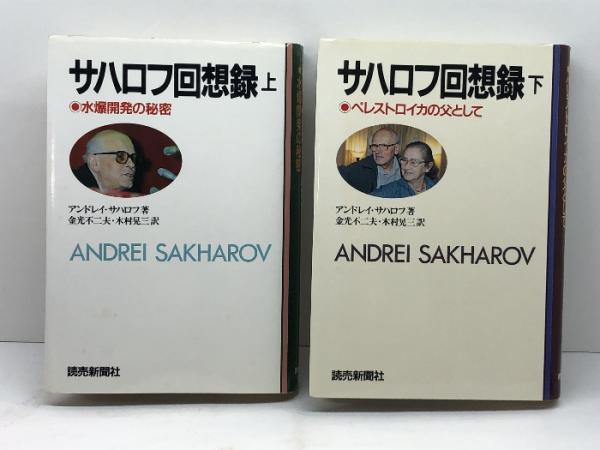 サハロフ回想録 上
◉水爆開発の秘密
アンドレイ・サハロフ著
金光不二夫・木村晃三訳
ANDREI SAKHAROV
読売新聞社
サハロフ回想録 下
◉ペレストロイカの父として
アンドレイ・サハロフ著
金光不二夫・木村晃三訳
ANDREI SAKHAROV
読売新聞社